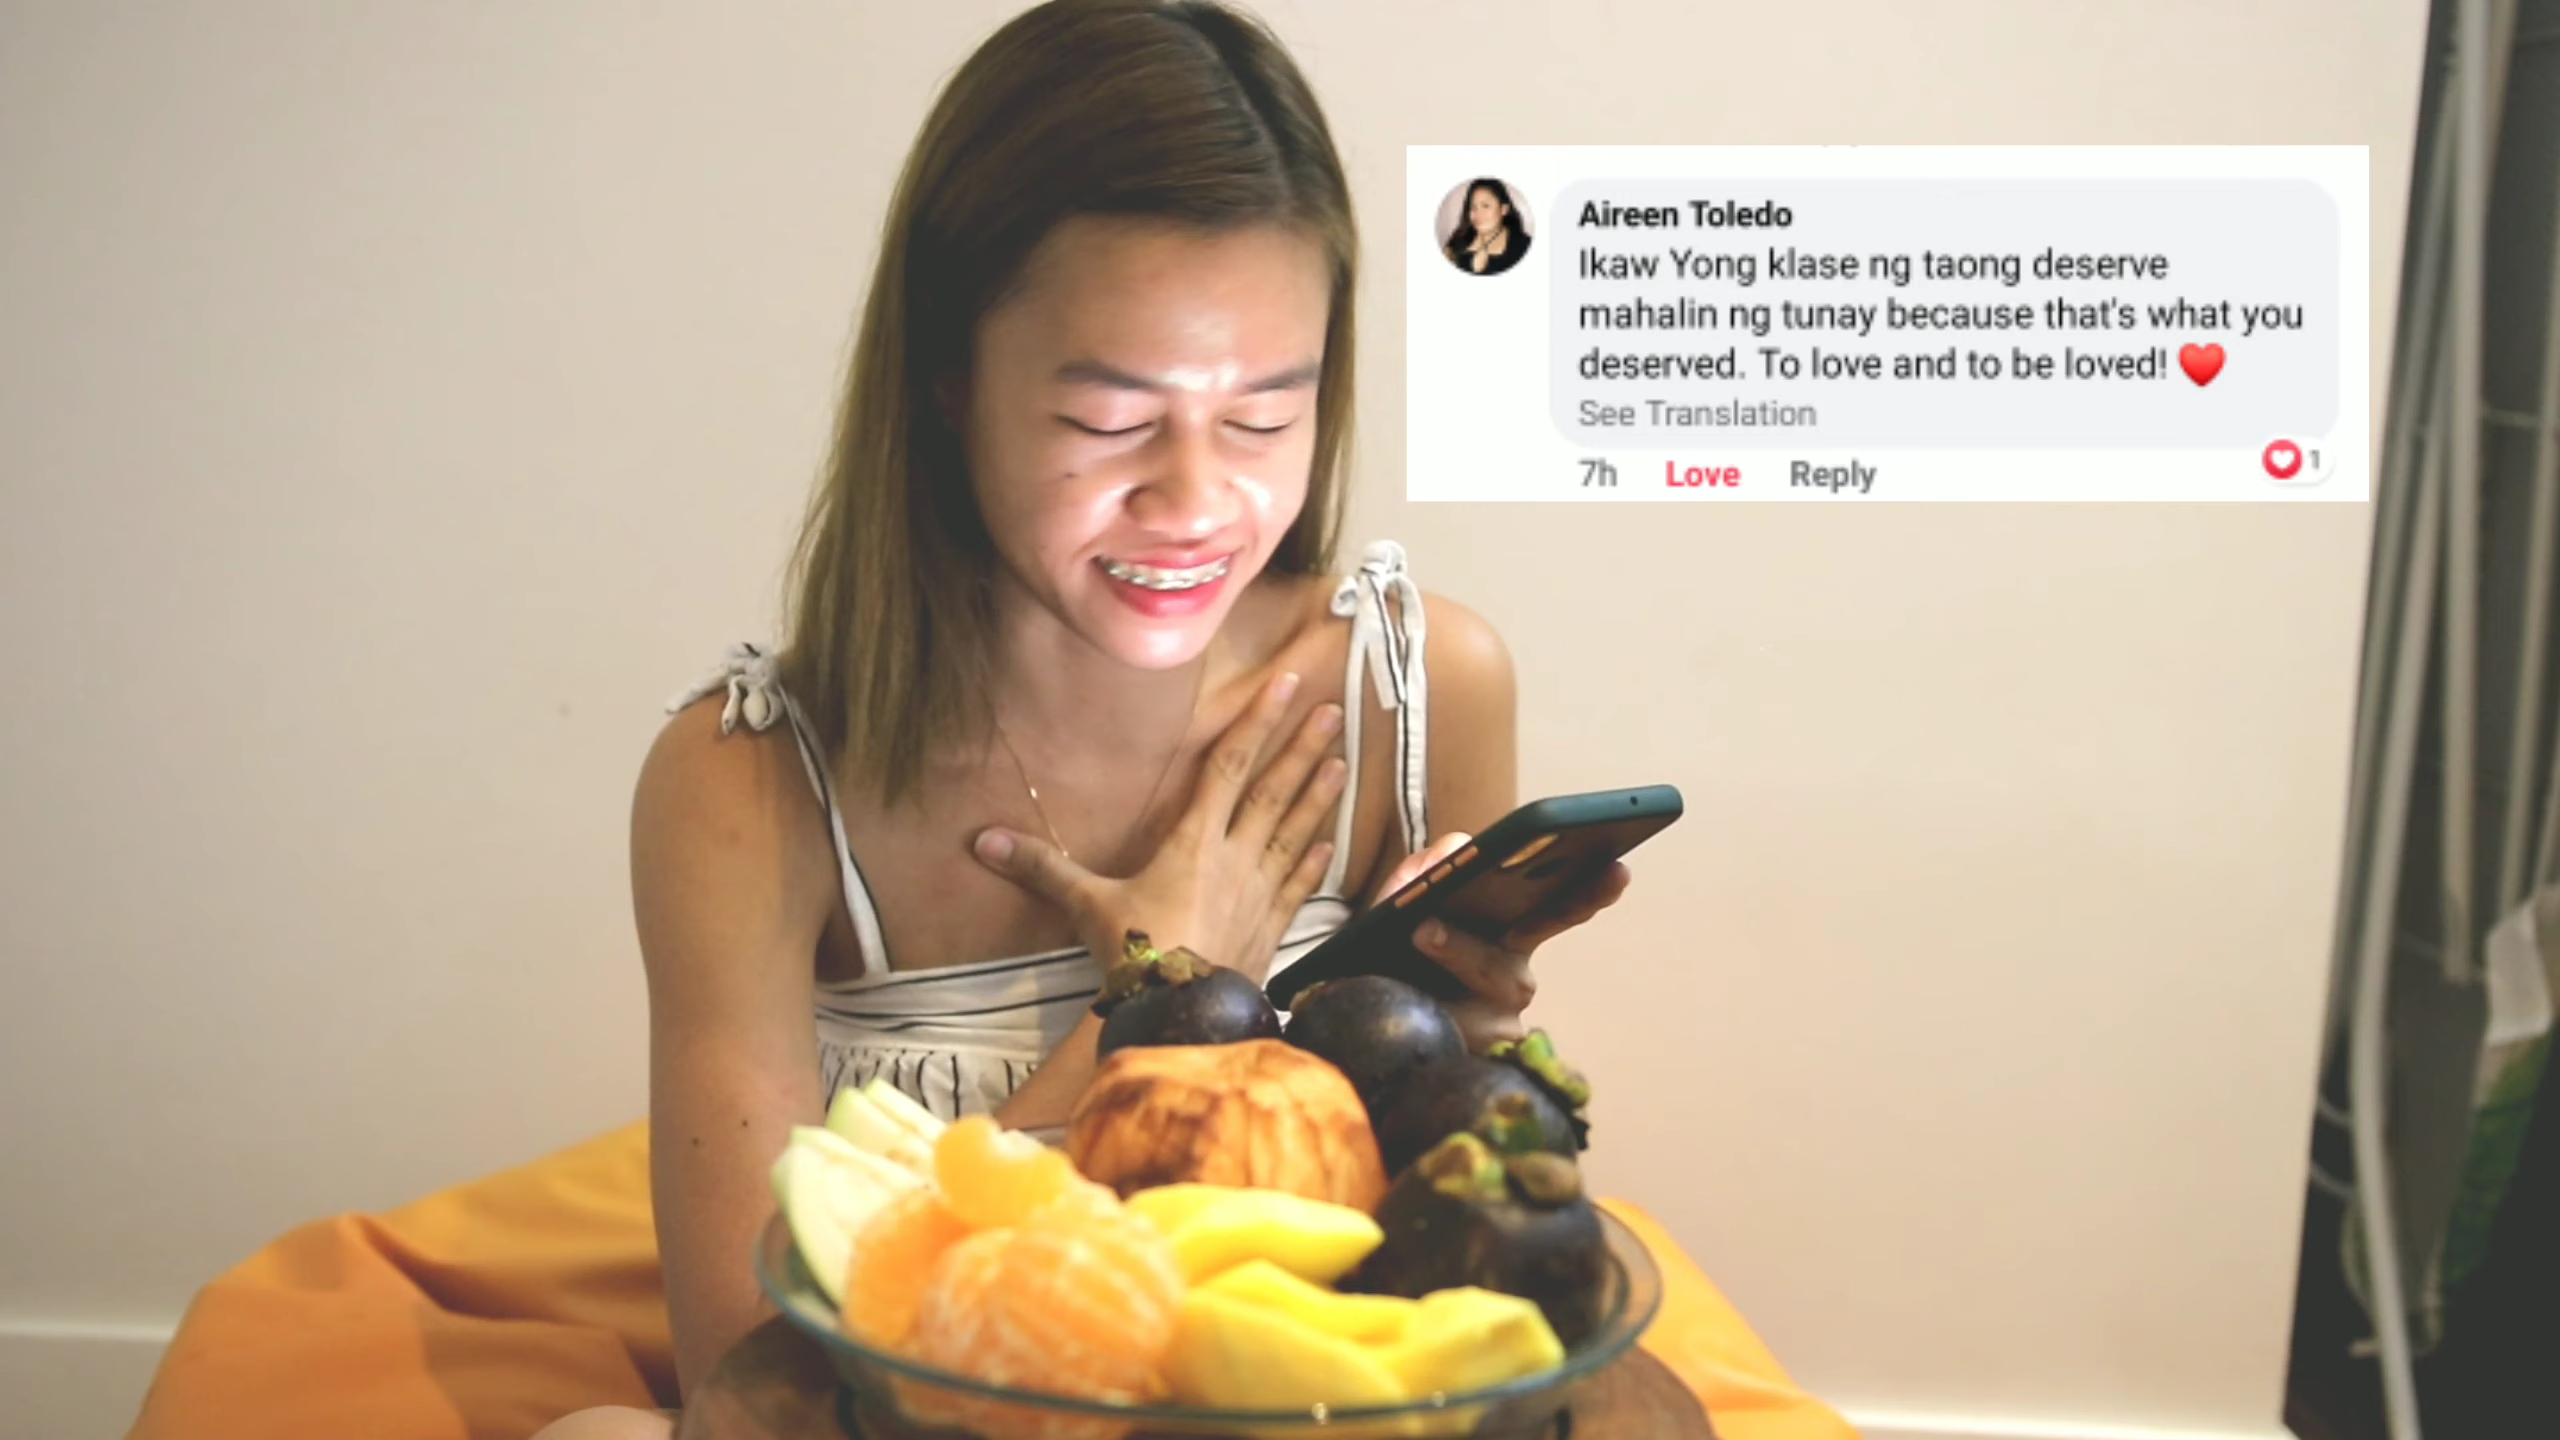 Aireen Toledo
Ikaw Yong klase ng taong deserve
mahalin ng tunay because that's what you
deserved. To love and to be loved! ❤️
See Translation
7h Love Reply 1